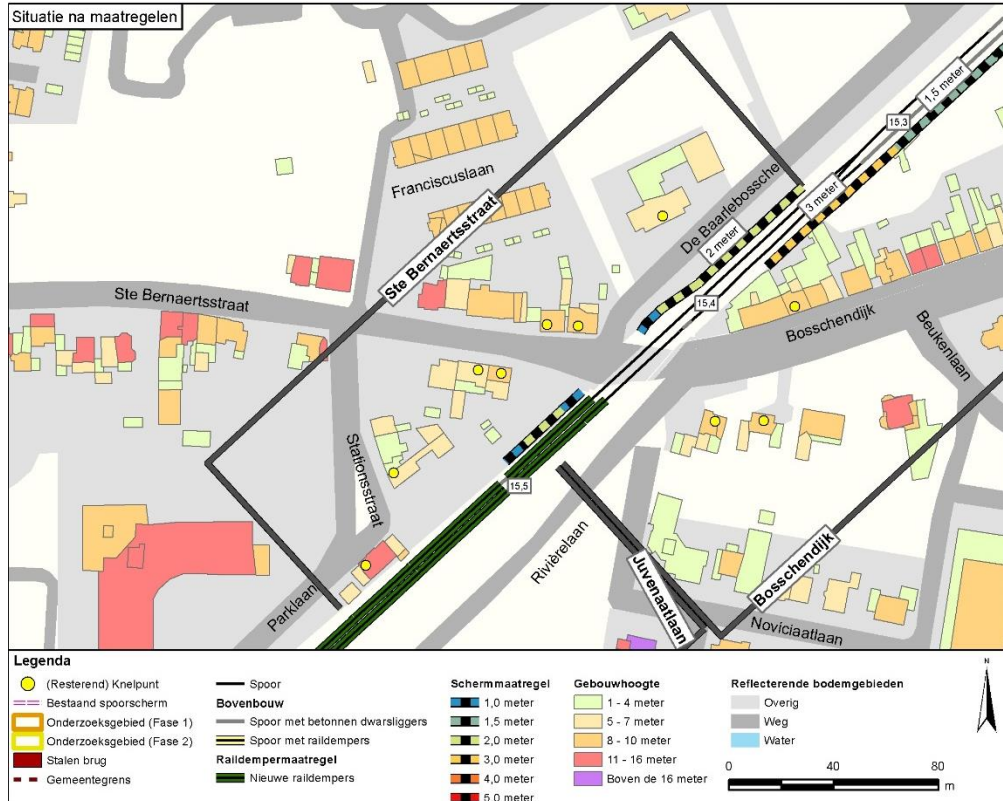 Situatie na maatregelen
1,5 meter
15,3
Franciscuslaan
De Baarlebossche
3 meter
2 meter
Ste Bernaertsstraat
Ste Bernaertsstraat
15,4
Bosschendijk
Beukenlaan
Stationsstraat
15,5
Rivièrelaan
Juvenaatlaan
Bosschendijk
Parklaan
Noviciaatlaan
Legenda
(Resterend) Knelpunt
Bestaand spoorscherm
Onderzoeksgebied (Fase 1)
Onderzoeksgebied (Fase 2)
Stalen brug
Gemeentegrens
Spoor
Bovenbouw
Spoor met betonnen dwarsliggers
Spoor met raildempers
Raildempermaatregel
Nieuwe raildempers
Schermmaatregel
1,0 meter
1,5 meter
2,0 meter
3,0 meter
4,0 meter
5,0 meter
Gebouwhoogte
1 - 4 meter
5 - 7 meter
8 - 10 meter
11 - 16 meter
Boven de 16 meter
Reflecterende bodemgebieden
Overig
Weg
Water
N
0 40 80
m